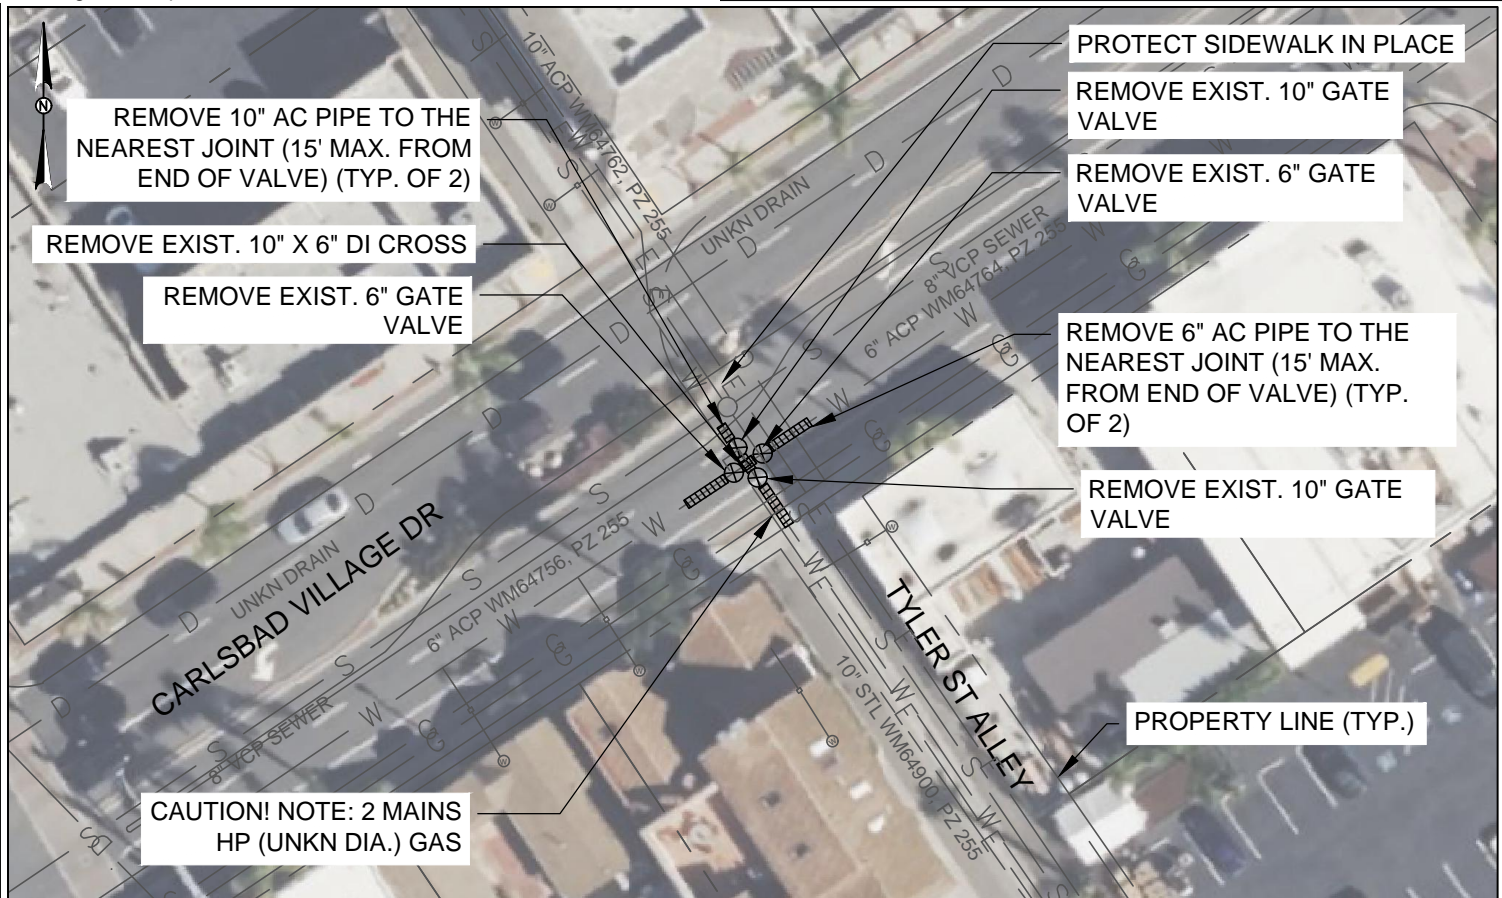 PROTECT SIDEWALK IN PLACE
REMOVE EXIST. 10" GATE
VALVE
REMOVE EXIST. 6" GATE
VALVE
REMOVE 10" AC PIPE TO THE
NEAREST JOINT (15' MAX. FROM
END OF VALVE) (TYP. OF 2)
REMOVE EXIST. 10" X 6" DI CROSS
REMOVE EXIST. 6" GATE
VALVE
REMOVE 6" AC PIPE TO THE
NEAREST JOINT (15' MAX.
FROM END OF VALVE) (TYP.
OF 2)
REMOVE EXIST. 10" GATE
VALVE
PROPERTY LINE (TYP.)
CAUTION! NOTE: 2 MAINS
HP (UNKN DIA.) GAS
N
10" ACP WM64762, PZ 255
UNKN DRAIN
8" VCP SEWER
6" ACP WM64764, PZ 255
UNKN DRAIN
CARLSBAD VILLAGE DR
6" ACP WM64756, PZ 255
8" VCP SEWER
TYLER ST ALLEY
10" STL WM64900, PZ 255